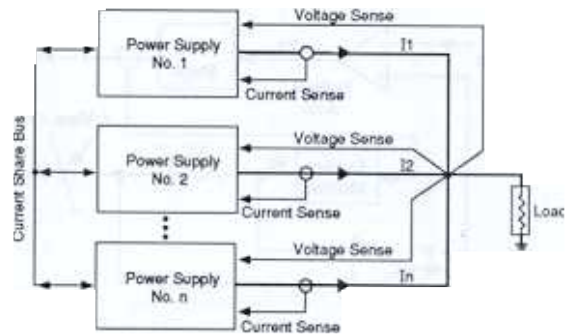 Voltage Sense
Power Supply
No. 1
I1
Current Sense
Current Share Bus
Voltage Sense
Power Supply
No. 2
I2
Current Sense
Load
Voltage Sense
Power Supply
No. n
In
Current Sense